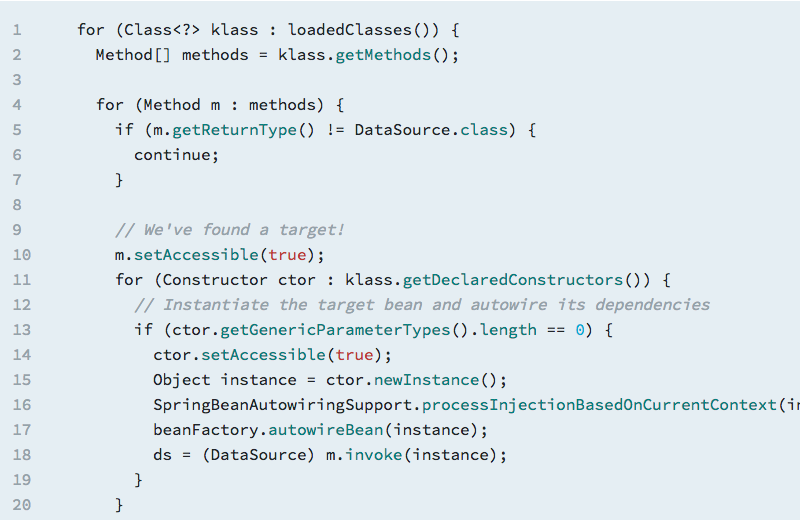 1 for (Class<?> klass : loadedClasses()) {
2 Method[] methods = klass.getMethods();
3
4 for (Method m : methods) {
5 if (m.getReturnType() != DataSource.class) {
6 continue;
7 }
8
9 // We've found a target!
10 m.setAccessible(true);
11 for (Constructor ctor : klass.getDeclaredConstructors()) {
12 // Instantiate the target bean and autowire its dependencies
13 if (ctor.getGenericParameterTypes().length == 0) {
14 ctor.setAccessible(true);
15 Object instance = ctor.newInstance();
16 SpringBeanAutowiringSupport.processInjectionBasedOnCurrentContext(
17 beanFactory.autowireBean(instance);
18 ds = (DataSource) m.invoke(instance);
19 }
20 }